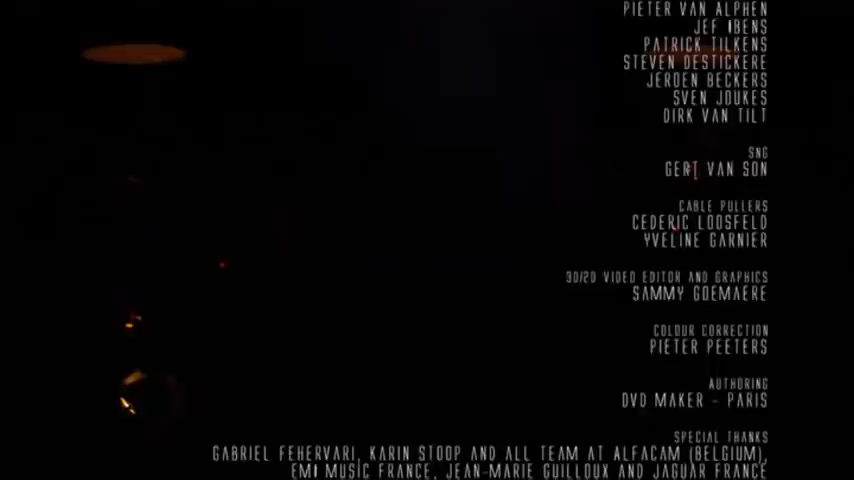 PIETER VAN ALPHEN
JEF IBENS
PATRICK TILKENS
STEVEN DESTICKERE
JEROEN BECKERS
SVEN JOUKES
DIRK VAN TILT
SNG
GERT VAN SON
CABLE PULLERS
CEDERIC LOOSFELD
YVELINE GARNIER
3D/2D VIDEO EDITOR AND GRAPHICS
SAMMY GOEMAERE
COLOUR CORRECTION
PIETER PEETERS
AUTHORING
DVD MAKER - PARIS
SPECIAL THANKS
GABRIEL FEHERVARI, KARIN STOOP AND ALL TEAM AT ALFACAM (BELGIUM),
EMI MUSIC FRANCE, JEAN-MARIE GUILLOUX AND JAGUAR FRANCE